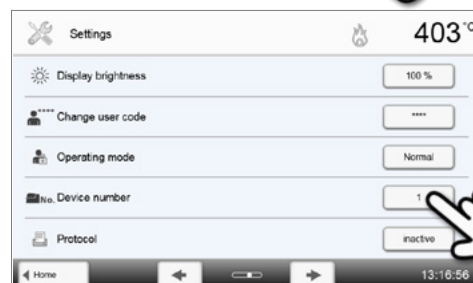 Settings
403 °C
Display brightness
100 %
Change user code
****
Operating mode
Normal
No. Device number
1
Protocol
inactive
Home
13:16:56